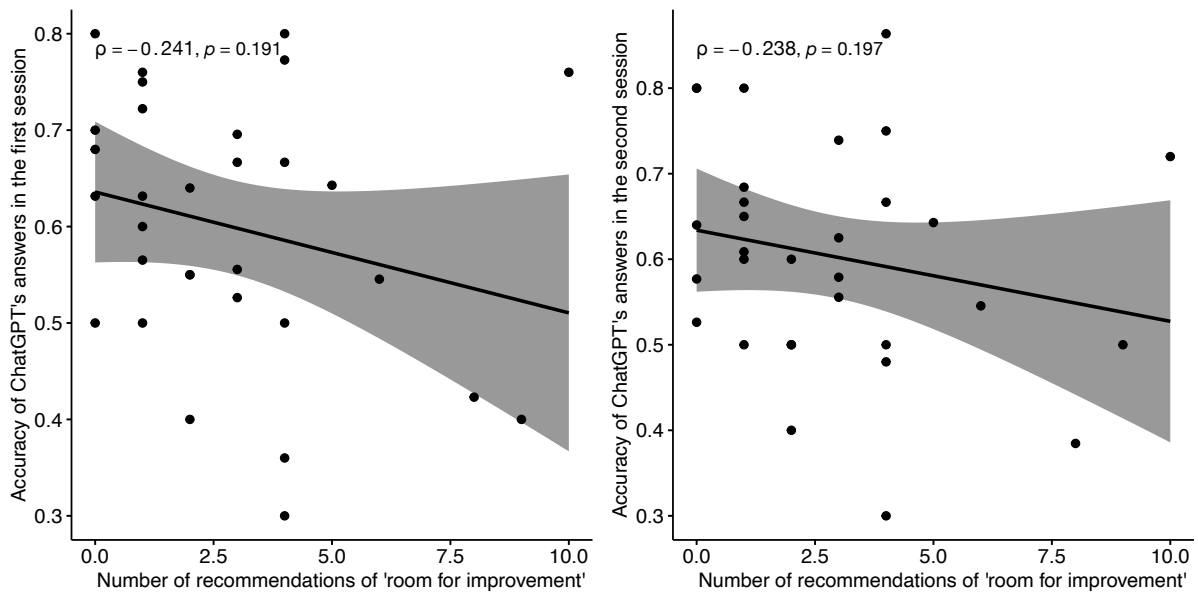 ρ = −0.241, p = 0.191
Accuracy of ChatGPT's answers in the first session
0.8
0.7
0.6
0.5
0.4
0.3
0.0 2.5 5.0 7.5 10.0
Number of recommendations of 'room for improvement'
ρ = −0.238, p = 0.197
Accuracy of ChatGPT's answers in the second session
0.8
0.7
0.6
0.5
0.4
0.3
0.0 2.5 5.0 7.5 10.0
Number of recommendations of 'room for improvement'